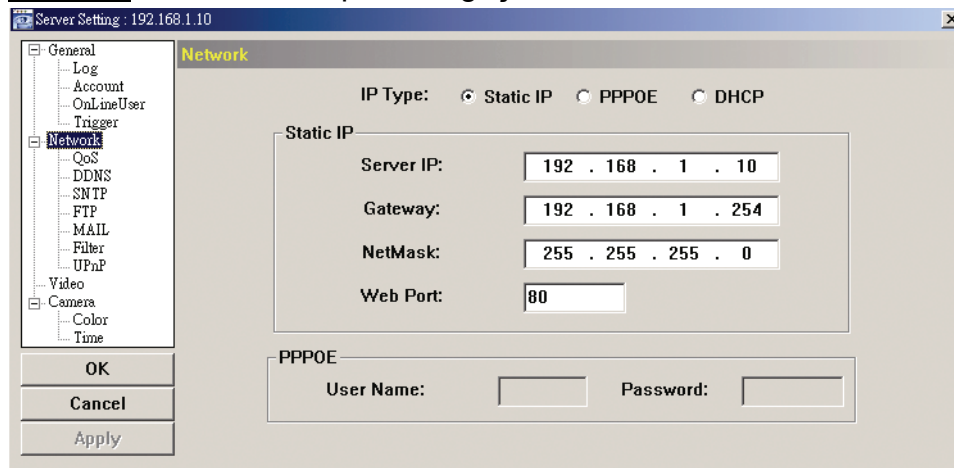 Server Setting : 192.168.1.10
General
Log
Account
OnLineUser
Trigger
Network
QoS
DDNS
SNTP
FTP
MAIL
Filter
UPnP
Video
Camera
Color
Time
OK
Cancel
Apply
Network
IP Type: Static IP PPPOE DHCP
Static IP
Server IP: 192 . 168 . 1 . 10
Gateway: 192 . 168 . 1 . 254
NetMask: 255 . 255 . 255 . 0
Web Port: 80
PPPOE
User Name: Password: